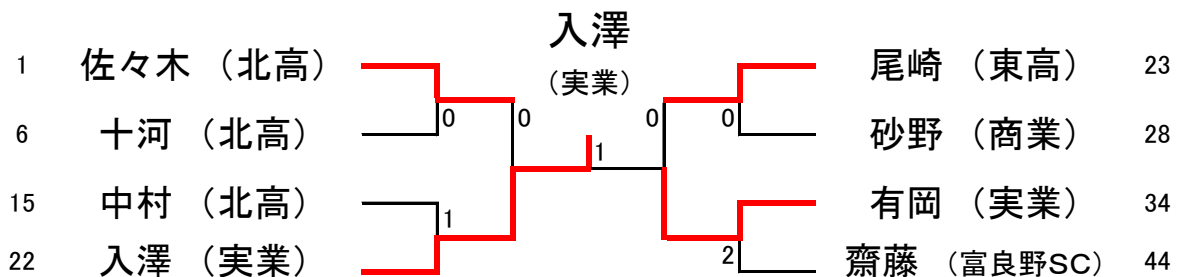 入澤
(実業)
1 佐々木 (北高) 尾崎 (東高) 23
0 0 0 0
6 十河 (北高) 砂野 (商業) 28
1
15 中村 (北高) 有岡 (実業) 34
1 2
22 入澤 (実業) 齋藤 (富良野SC) 44